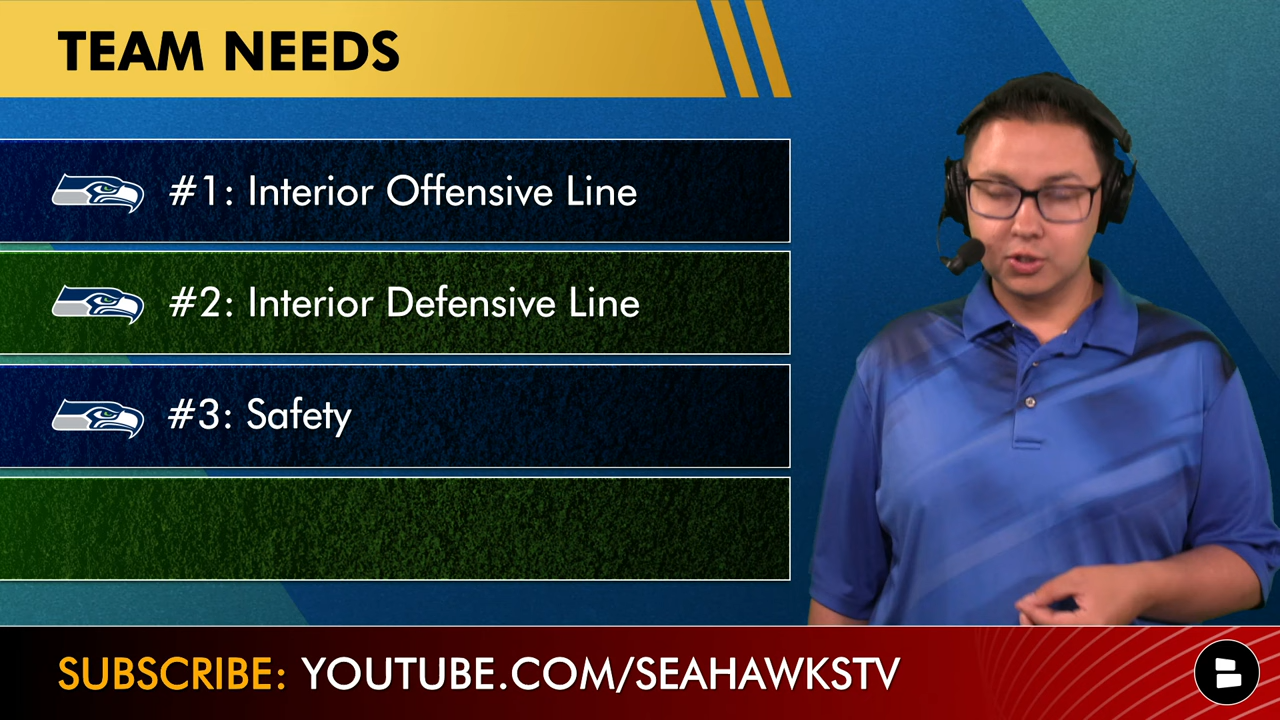 TEAM NEEDS
#1: Interior Offensive Line
#2: Interior Defensive Line
#3: Safety
SUBSCRIBE: YOUTUBE.COM/SEAHAWKSTV